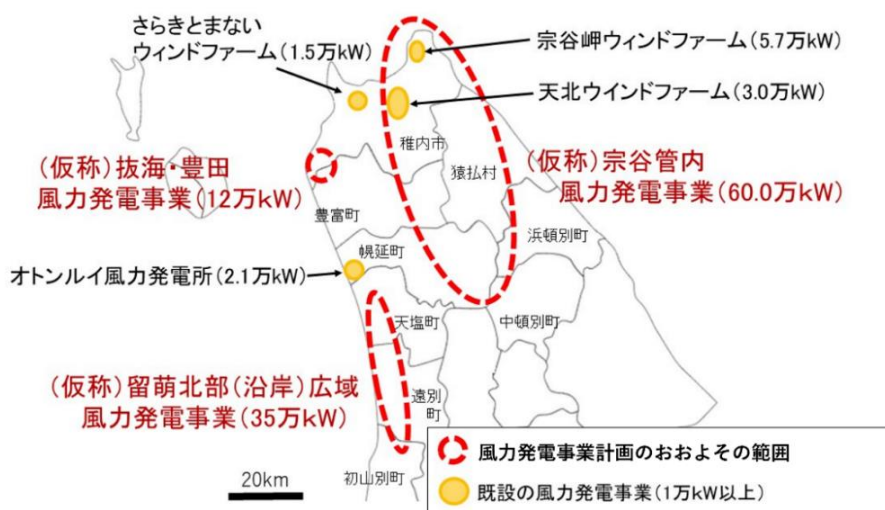 さらきとまない
ウィンドファーム(1.5万kW)
宗谷岬ウィンドファーム(5.7万kW)
天北ウインドファーム(3.0万kW)
稚内市
猿払村
(仮称)抜海・豊田
風力発電事業(12万kW)
(仮称)宗谷管内
風力発電事業(60.0万kW)
豊富町
浜頓別町
幌延町
オトンルイ風力発電所(2.1万kW)
天塩町
中頓別町
(仮称)留萌北部(沿岸)広域
風力発電事業(35万kW)
遠別
町
初山別町
20km
風力発電事業計画のおおよその範囲
既設の風力発電事業(1万kW以上)